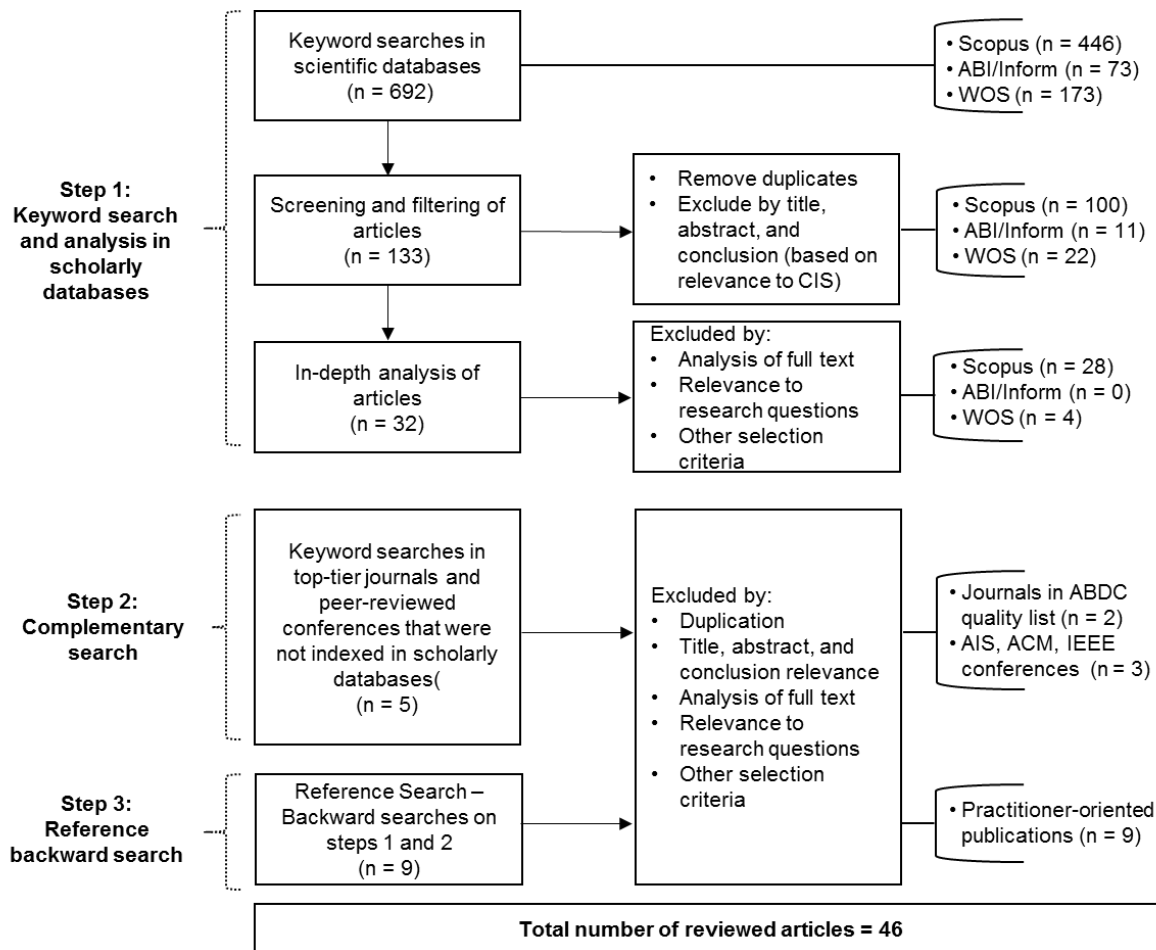 Step 1:
Keyword search
and analysis in
scholarly
databases
Keyword searches in
scientific databases
(n = 692)
• Scopus (n = 446)
• ABI/Inform (n = 73)
• WOS (n = 173)
Screening and filtering of
articles
(n = 133)
• Remove duplicates
• Exclude by title,
abstract, and
conclusion (based on
relevance to CIS)
• Scopus (n = 100)
• ABI/Inform (n = 11)
• WOS (n = 22)
In-depth analysis of
articles
(n = 32)
Excluded by:
• Analysis of full text
• Relevance to
research questions
• Other selection
criteria
• Scopus (n = 28)
• ABI/Inform (n = 0)
• WOS (n = 4)
Step 2:
Complementary
search
Keyword searches in
top-tier journals and
peer-reviewed
conferences that were
not indexed in scholarly
databases(
(n = 5)
Excluded by:
• Duplication
• Title, abstract, and
conclusion relevance
• Analysis of full text
• Relevance to
research questions
• Other selection
criteria
• Journals in ABDC
quality list (n = 2)
• AIS, ACM, IEEE
conferences (n = 3)
Step 3:
Reference
backward search
Reference Search –
Backward searches on
steps 1 and 2
(n = 9)
• Practitioner-oriented
publications (n = 9)
Total number of reviewed articles = 46